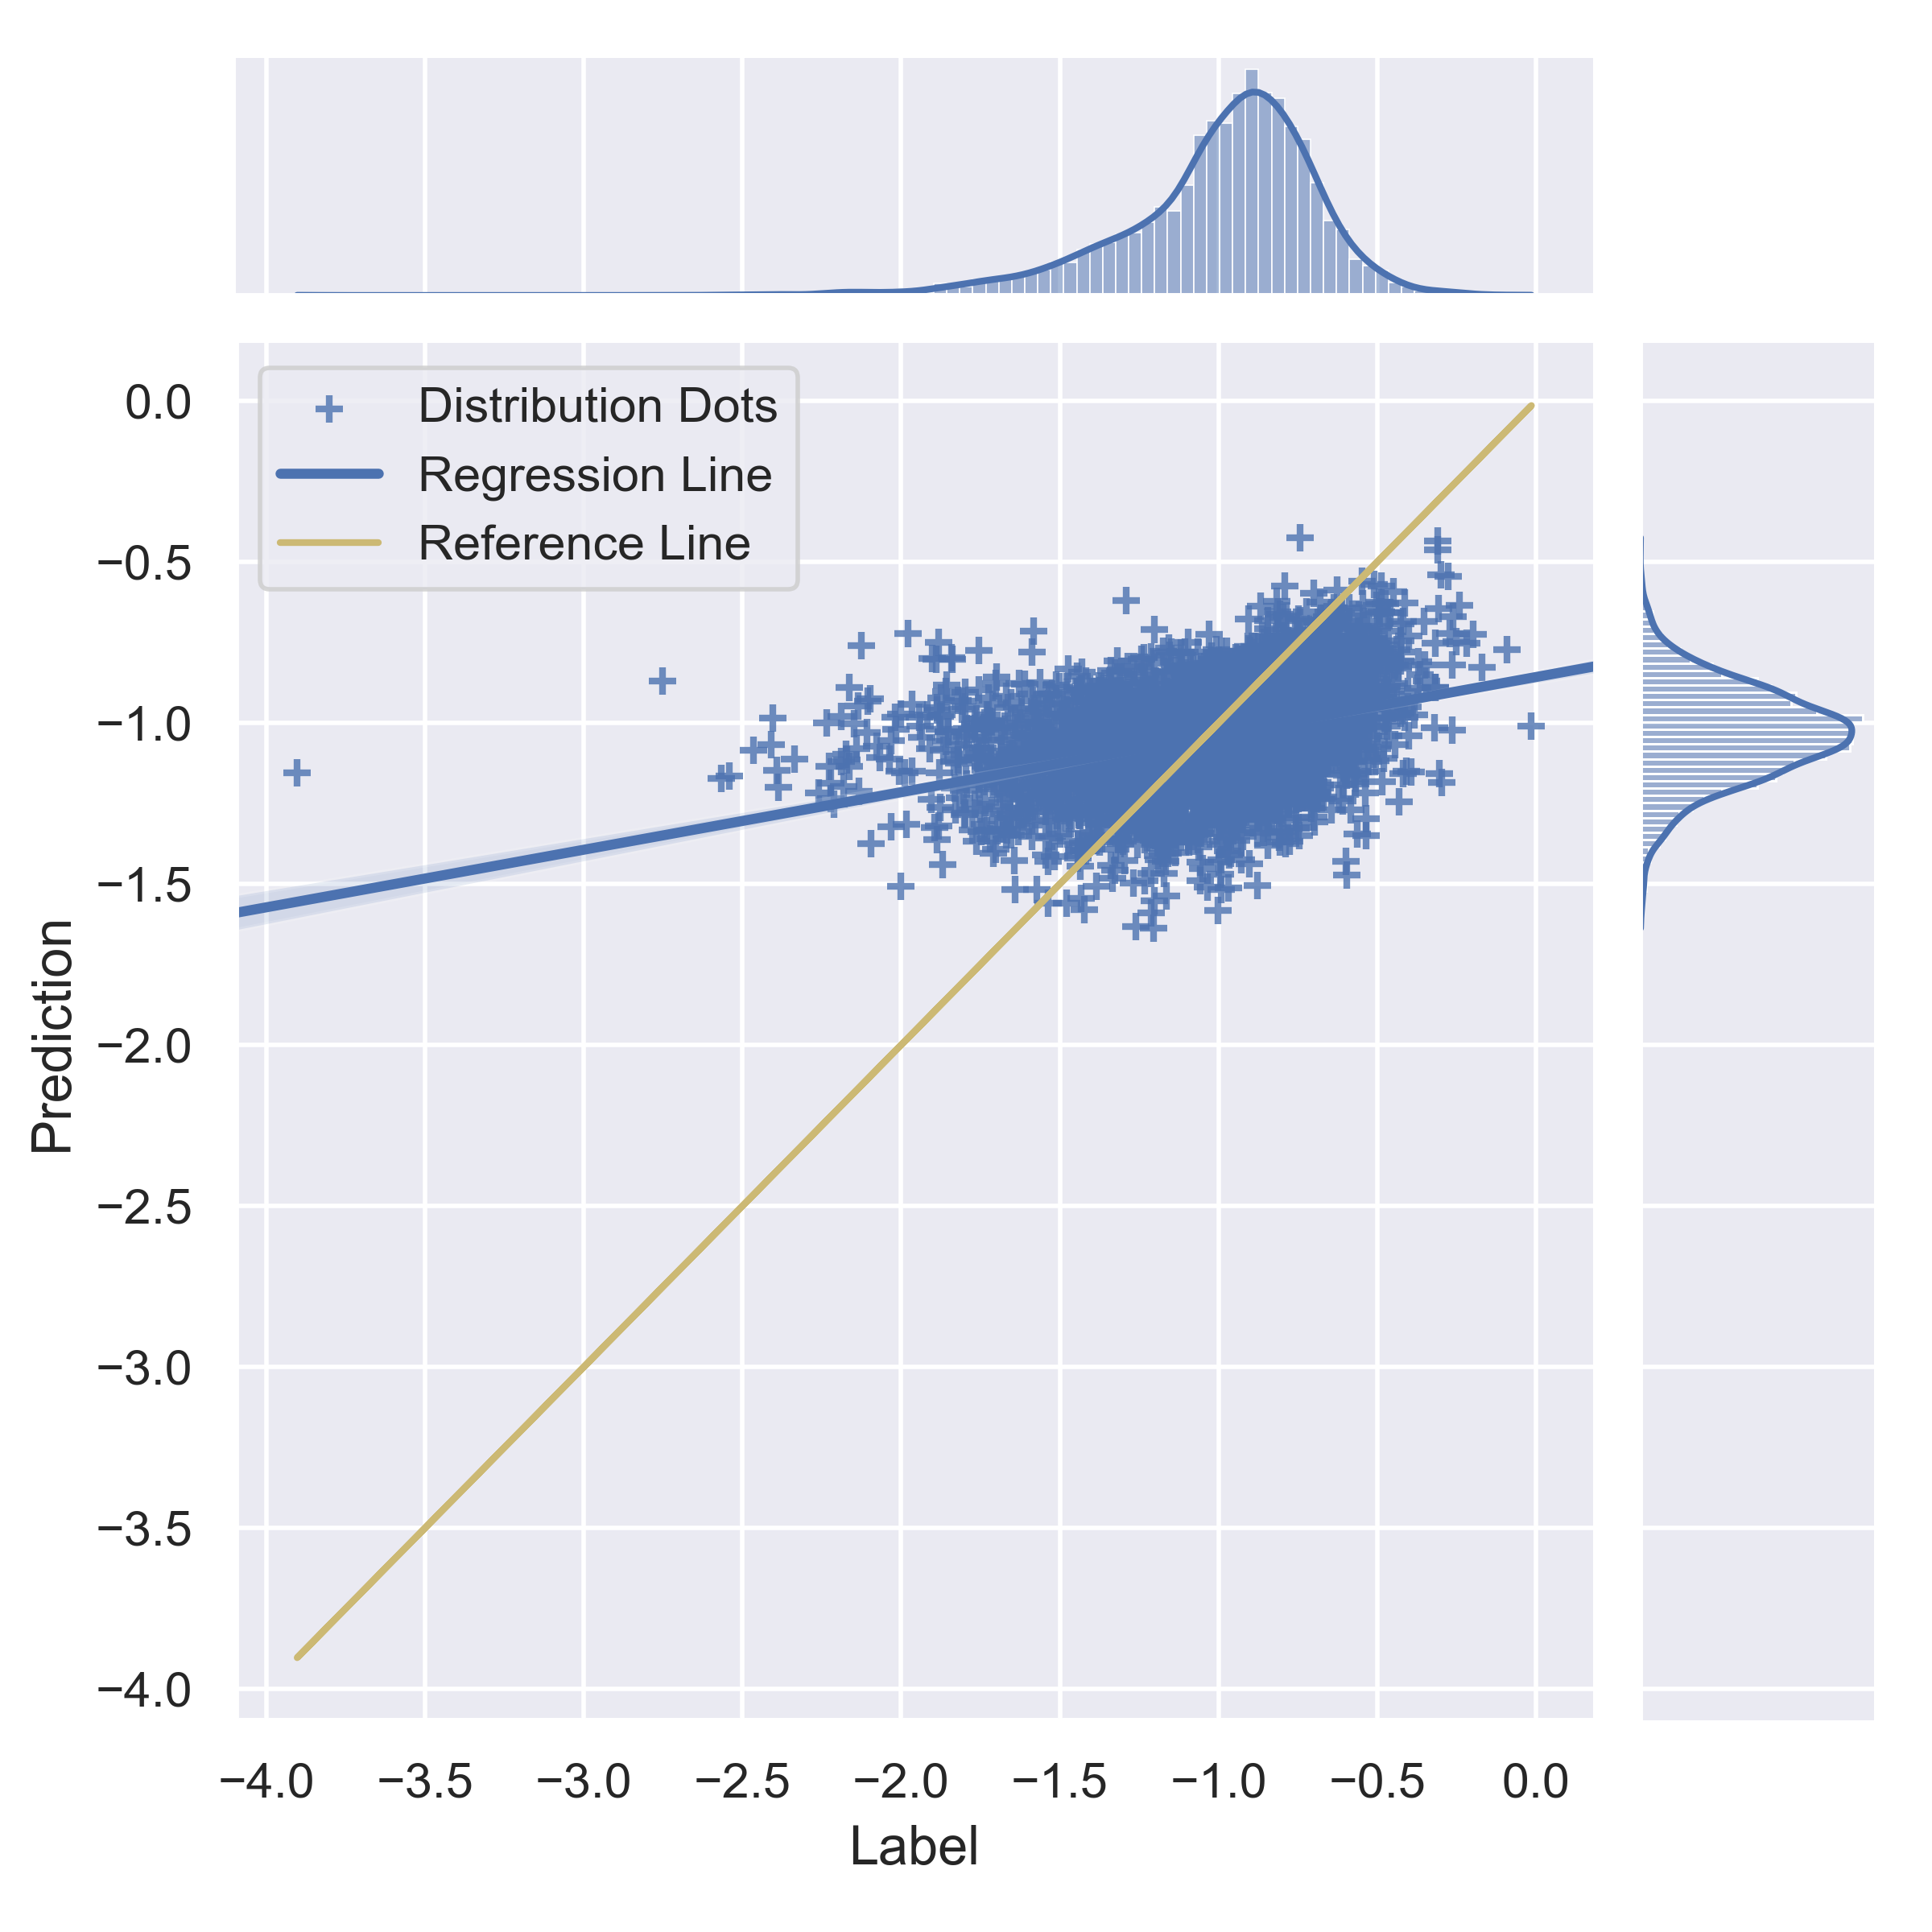 Distribution Dots
Regression Line
Reference Line
0.0
−0.5
−1.0
−1.5
−2.0
−2.5
−3.0
−3.5
−4.0
Prediction
−4.0 −3.5 −3.0 −2.5 −2.0 −1.5 −1.0 −0.5 0.0
Label